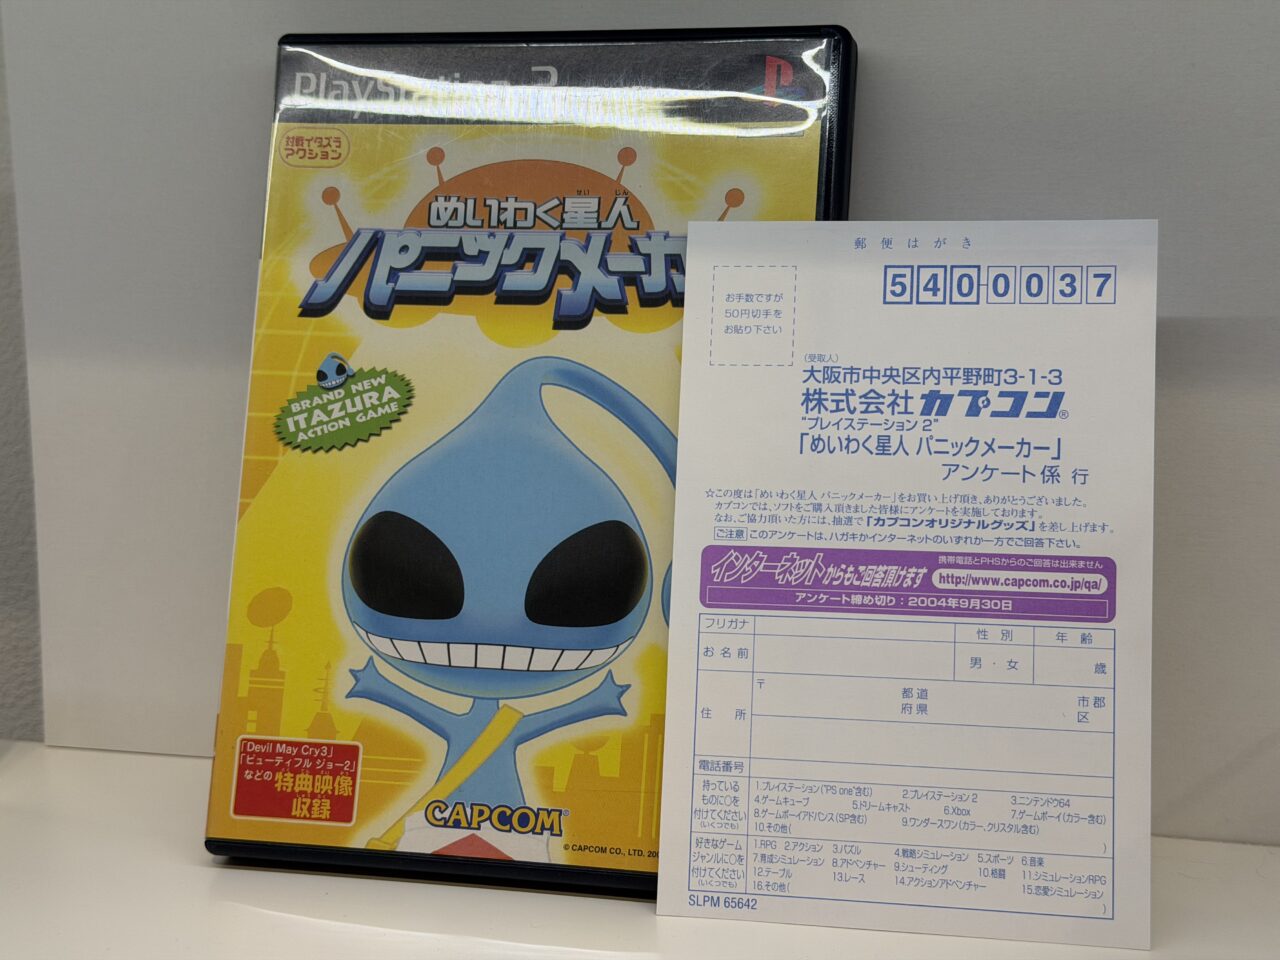 PlayStation 2
対戦イタズラ
アクション
めいわく星人
せい じん
パニックメーカー
BRAND NEW
ITAZURA
ACTION GAME
「Devil May Cry3」
「ビューティフル ジョー2」
などの 特典映像
収録
CAPCOM®
© CAPCOM CO., LTD. 200
郵便はがき
540-0037
お手数ですが
50円切手を
お貼り下さい
(受取人)
大阪市中央区内平野町3-1-3
株式会社 カプコン®
"プレイステーション 2"
「めいわく星人 パニックメーカー」
アンケート係 行
☆この度は「めいわく星人 パニックメーカー」をお買い上げ頂き、ありがとうございました。
カプコンでは、ソフトをご購入頂きました皆様にアンケートを実施しております。
なお、ご協力頂いた方には、抽選で「カプコンオリジナルグッズ」を差し上げます。
ご注意 このアンケートは、ハガキかインターネットのいずれか一方でご回答下さい。
インターネットからもご回答頂けます
携帯電話とPHSからのご回答は出来ません
http://www.capcom.co.jp/qa/
アンケート締め切り:2004年9月30日
フリガナ
性別
年齢
お名前
男・女
歳
住所
〒
都道
府県
市郡
区
電話番号
持っている
ものに○を
付けてください
(いくつでも)
1.プレイステーション("PS one"含む) 2.プレイステーション 2 3.ニンテンドウ64
4.ゲームキューブ 5.ドリームキャスト 6.Xbox 7.ゲームボーイ(カラー含む)
8.ゲームボーイアドバンス(SP含む) 9.ワンダースワン(カラー、クリスタル含む)
10.その他( )
好きなゲーム
ジャンルに○を
付けてください
(いくつでも)
1.RPG 2.アクション 3.パズル 4.戦略シミュレーション 5.スポーツ 6.音楽
7.育成シミュレーション 8.アドベンチャー 9.シューティング 10.格闘 11.シミュレーションRPG
12.テーブル 13.レース 14.アクションアドベンチャー 15.恋愛シミュレーション
16.その他( )
SLPM 65642